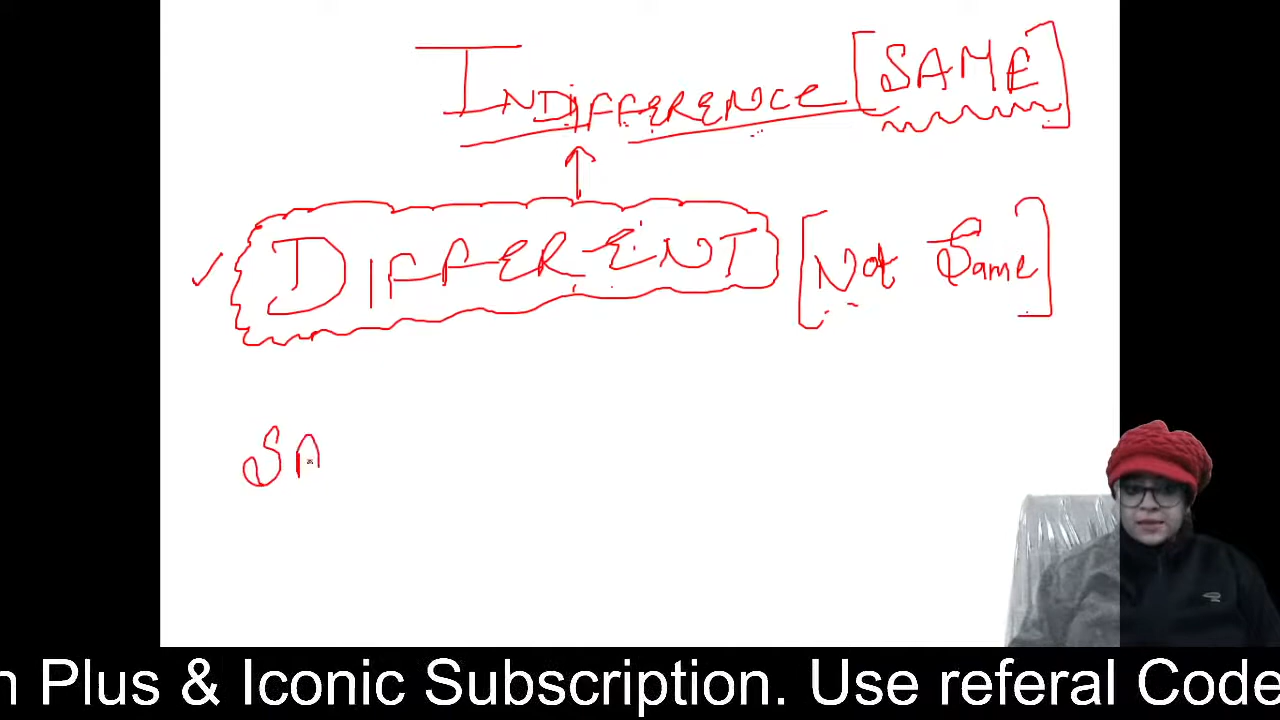 INDIFFERENCE [SAME]
DIFFERENT [Not Same]
SA
n Plus & Iconic Subscription. Use referal Code